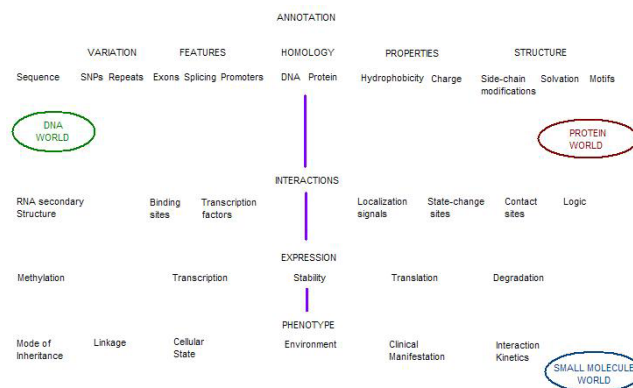 ANNOTATION
VARIATION FEATURES HOMOLOGY PROPERTIES STRUCTURE
Sequence SNPs Repeats Exons Splicing Promoters DNA Protein Hydrophobicity Charge Side-chain modifications Solvation Motifs
DNA
WORLD
PROTEIN
WORLD
INTERACTIONS
RNA secondary
Structure
Binding
sites
Transcription
factors
Localization
signals
State-change
sites
Contact
sites
Logic
EXPRESSION
Methylation Transcription Stability Translation Degradation
PHENOTYPE
Mode of
Inheritance
Linkage
Cellular
State
Environment
Clinical
Manifestation
Interaction
Kinetics
SMALL MOLECULE
WORLD